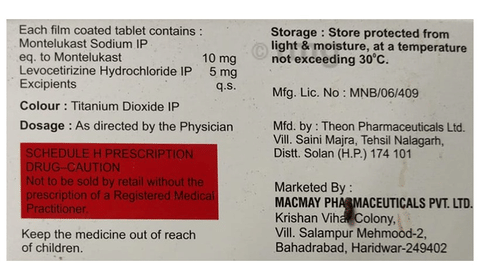 Each film coated tablet contains :
Montelukast Sodium IP
eq. to Montelukast 10 mg
Levocetirizine Hydrochloride IP 5 mg
Excipients q.s.
Colour : Titanium Dioxide IP
Dosage : As directed by the Physician
SCHEDULE H PRESCRIPTION
DRUG–CAUTION
Not to be sold by retail without the
prescription of a Registered Medical
Practitioner.
Keep the medicine out of reach
of children.
Storage : Store protected from
light & moisture, at a temperature
not exceeding 30°C.
Mfg. Lic. No : MNB/06/409
Mfd. by : Theon Pharmaceuticals Ltd.
Vill. Saini Majra, Tehsil Nalagarh,
Distt. Solan (H.P.) 174 101
Marketed By :
MACMAY PHARMACEUTICALS PVT. LTD.
Krishan Vihar Colony,
Vill. Salampur Mehmood-2,
Bahadrabad, Haridwar-249402